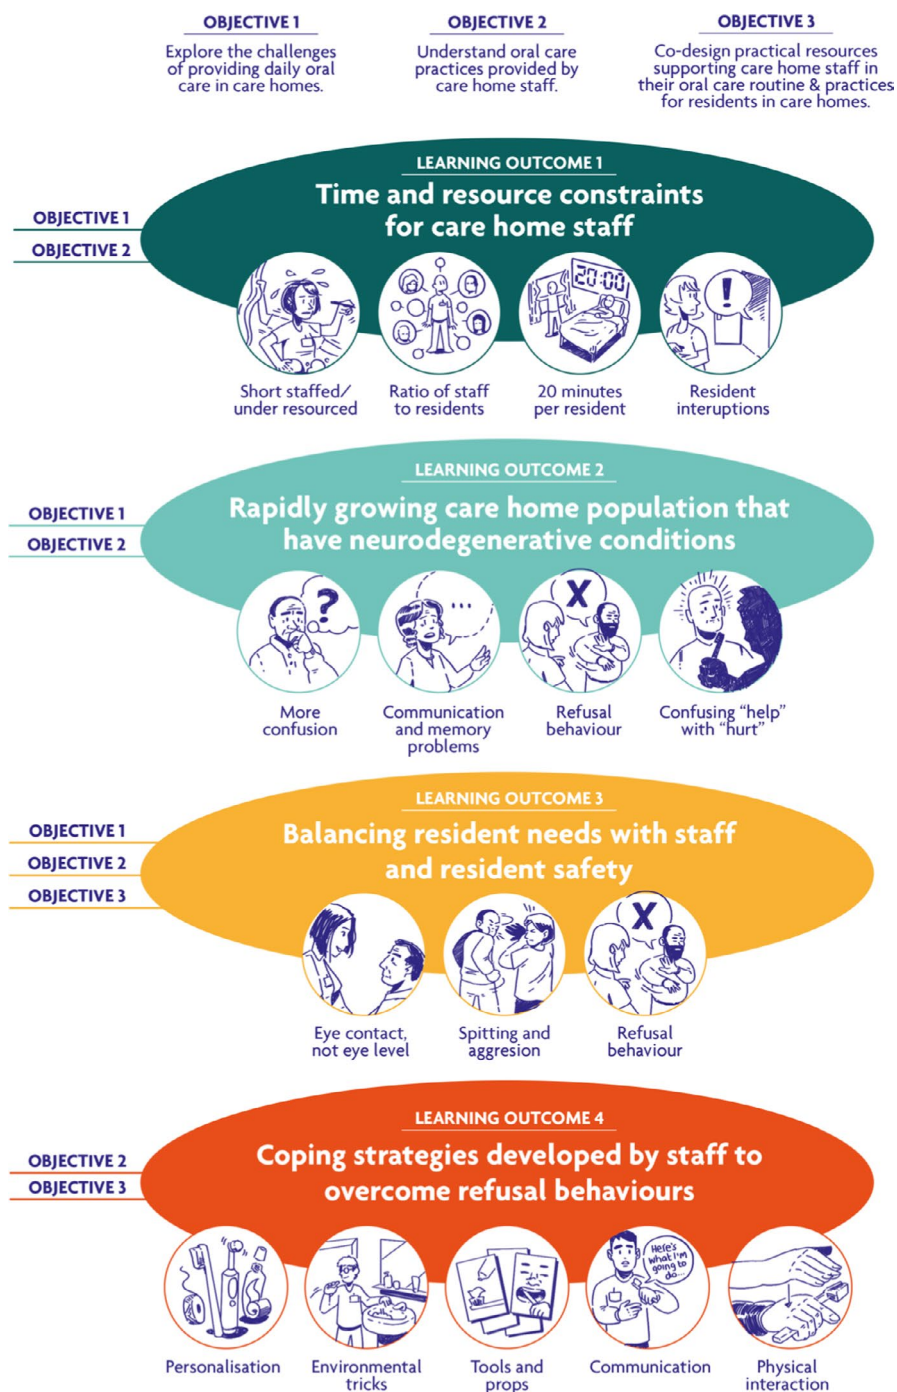 OBJECTIVE 1
Explore the challenges
of providing daily oral
care in care homes.
OBJECTIVE 2
Understand oral care
practices provided by
care home staff.
OBJECTIVE 3
Co-design practical resources
supporting care home staff in
their oral care routine & practices
for residents in care homes.
OBJECTIVE 1
OBJECTIVE 2
LEARNING OUTCOME 1
Time and resource constraints
for care home staff
20:00
!
Short staffed/
under resourced
Ratio of staff
to residents
20 minutes
per resident
Resident
interuptions
OBJECTIVE 1
OBJECTIVE 2
LEARNING OUTCOME 2
Rapidly growing care home population that
have neurodegenerative conditions
?
...
X
More
confusion
Communication
and memory
problems
Refusal
behaviour
Confusing “help”
with “hurt”
OBJECTIVE 1
OBJECTIVE 2
OBJECTIVE 3
LEARNING OUTCOME 3
Balancing resident needs with staff
and resident safety
X
Eye contact,
not eye level
Spitting and
aggresion
Refusal
behaviour
OBJECTIVE 2
OBJECTIVE 3
LEARNING OUTCOME 4
Coping strategies developed by staff to
overcome refusal behaviours
Here's
what I'm
going to
do...
Personalisation
Environmental
tricks
Tools and
props
Communication
Physical
interaction